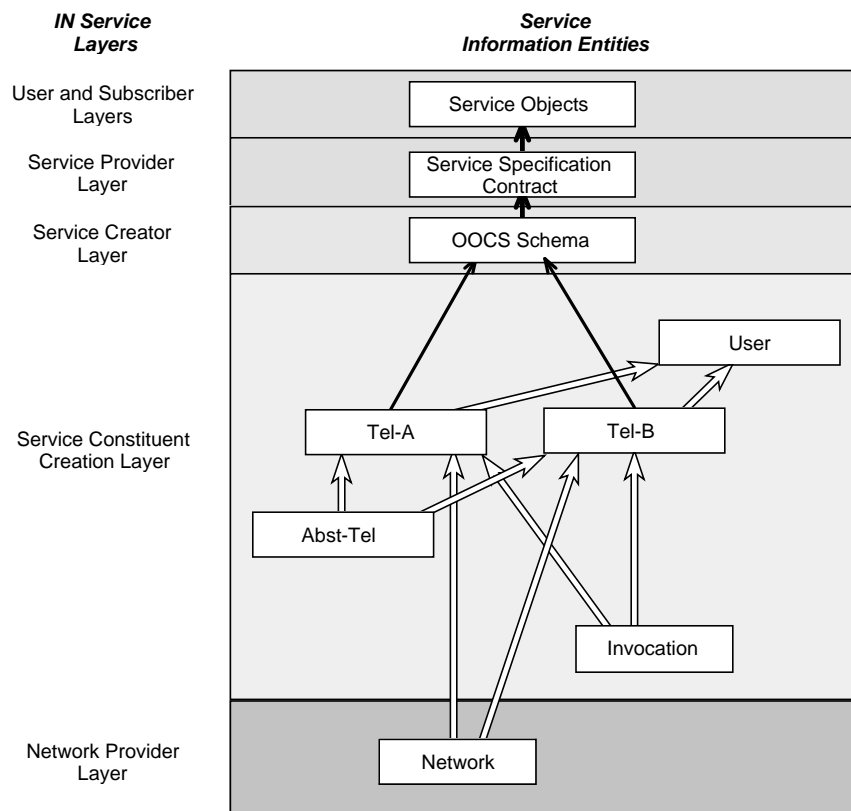 IN Service
Layers
Service
Information Entities
User and Subscriber
Layers
Service Objects
Service Provider
Layer
Service Specification
Contract
Service Creator
Layer
OOCS Schema
User
Tel-A
Tel-B
Service Constituent
Creation Layer
Abst-Tel
Invocation
Network Provider
Layer
Network